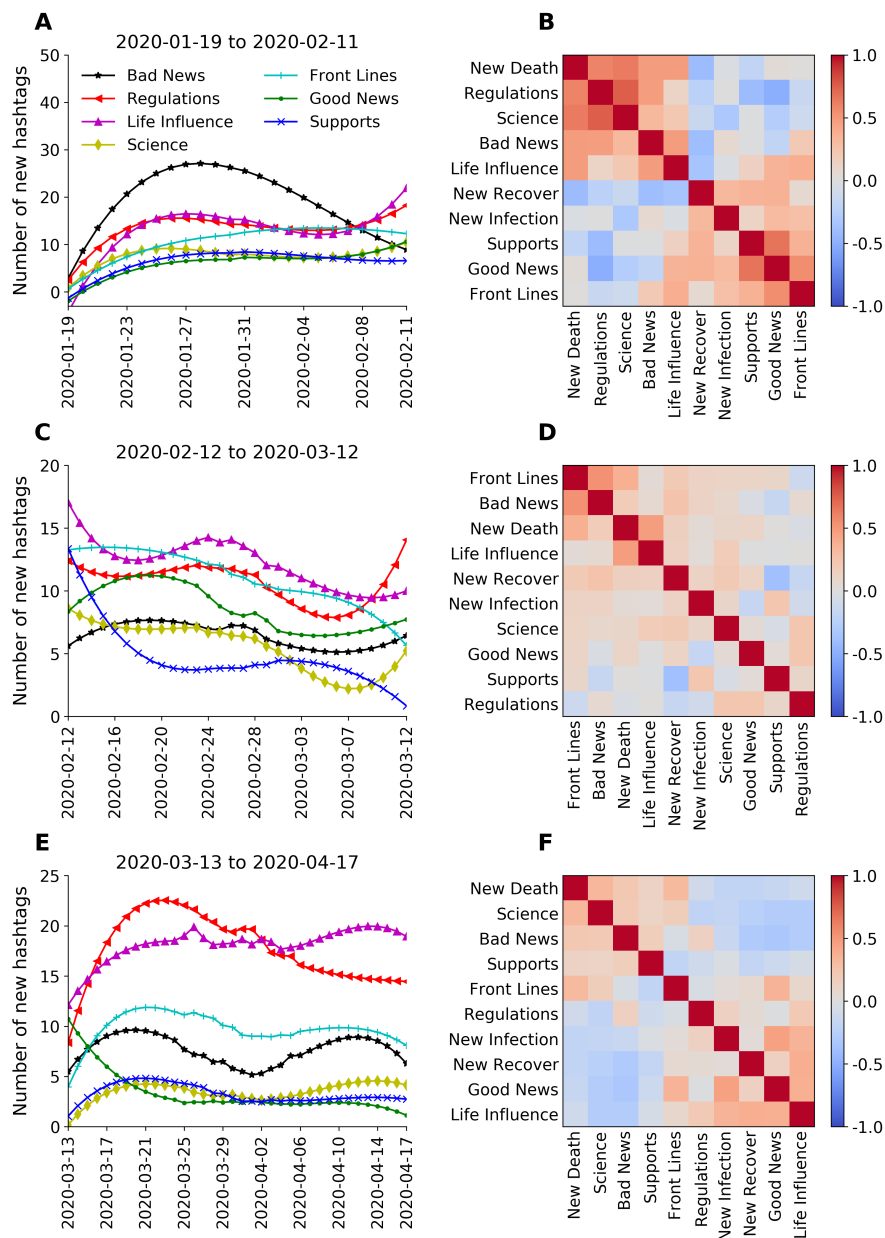 A
2020-01-19 to 2020-02-11
Number of new hashtags
50
40
30
20
10
0
Bad News
Regulations
Life Influence
Science
Front Lines
Good News
Supports
2020-01-19
2020-01-23
2020-01-27
2020-01-31
2020-02-04
2020-02-08
2020-02-11
B
New Death
Regulations
Science
Bad News
Life Influence
New Recover
New Infection
Supports
Good News
Front Lines
New Death
Regulations
Science
Bad News
Life Influence
New Recover
New Infection
Supports
Good News
Front Lines
1.0
0.5
0.0
-0.5
-1.0
C
2020-02-12 to 2020-03-12
Number of new hashtags
20
15
10
5
0
2020-02-12
2020-02-16
2020-02-20
2020-02-24
2020-02-28
2020-03-03
2020-03-07
2020-03-12
D
Front Lines
Bad News
New Death
Life Influence
New Recover
New Infection
Science
Good News
Supports
Regulations
Front Lines
Bad News
New Death
Life Influence
New Recover
New Infection
Science
Good News
Supports
Regulations
1.0
0.5
0.0
-0.5
-1.0
E
2020-03-13 to 2020-04-17
Number of new hashtags
25
20
15
10
5
0
2020-03-13
2020-03-17
2020-03-21
2020-03-25
2020-03-29
2020-04-02
2020-04-06
2020-04-10
2020-04-14
2020-04-17
F
New Death
Science
Bad News
Supports
Front Lines
Regulations
New Infection
New Recover
Good News
Life Influence
New Death
Science
Bad News
Supports
Front Lines
Regulations
New Infection
New Recover
Good News
Life Influence
1.0
0.5
0.0
-0.5
-1.0